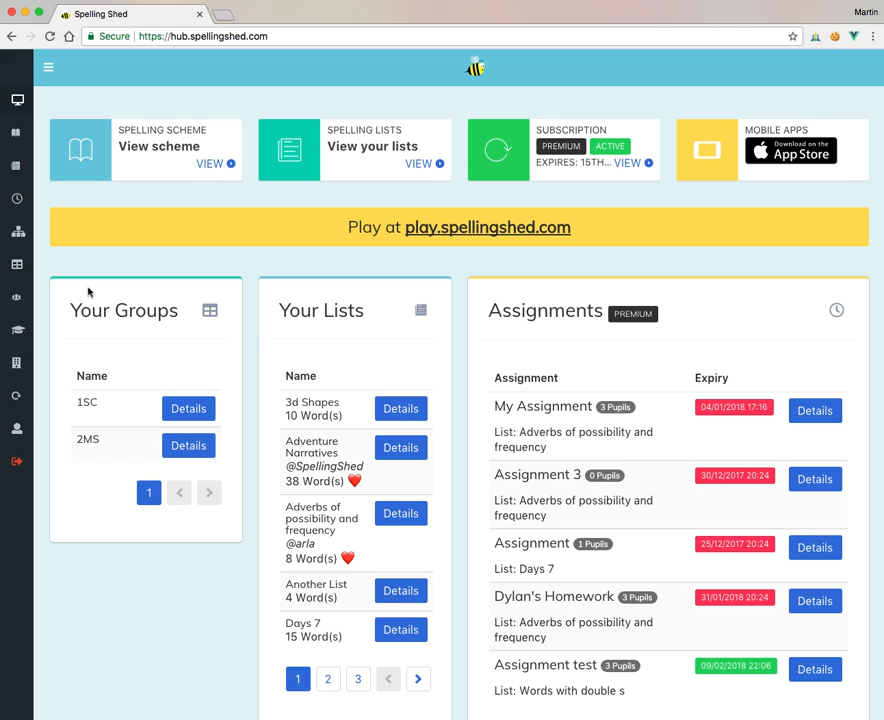 Spelling Shed
Martin
Secure
https://hub.spellingshed.com
SPELLING SCHEME
View scheme
VIEW
SPELLING LISTS
View your lists
VIEW
SUBSCRIPTION
PREMIUM ACTIVE
EXPIRES: 15TH... VIEW
MOBILE APPS
Download on the
App Store
Play at play.spellingshed.com
Your Groups
Name
1SC Details
2MS Details
1
Your Lists
Name
3d Shapes
10 Word(s)
Details
Adventure
Narratives
@SpellingShed
38 Word(s) ❤️
Details
Adverbs of
possibility and
frequency
@arla
8 Word(s) ❤️
Details
Another List
4 Word(s)
Details
Days 7
15 Word(s)
Details
1 2 3
Assignments PREMIUM
Assignment Expiry
My Assignment 3 Pupils
List: Adverbs of possibility and
frequency
04/01/2018 17:16 Details
Assignment 3 0 Pupils
List: Adverbs of possibility and
frequency
30/12/2017 20:24 Details
Assignment 1 Pupils
List: Days 7
25/12/2017 20:24 Details
Dylan's Homework 3 Pupils
List: Adverbs of possibility and
frequency
31/01/2018 20:24 Details
Assignment test 3 Pupils
List: Words with double s
09/02/2018 22:06 Details